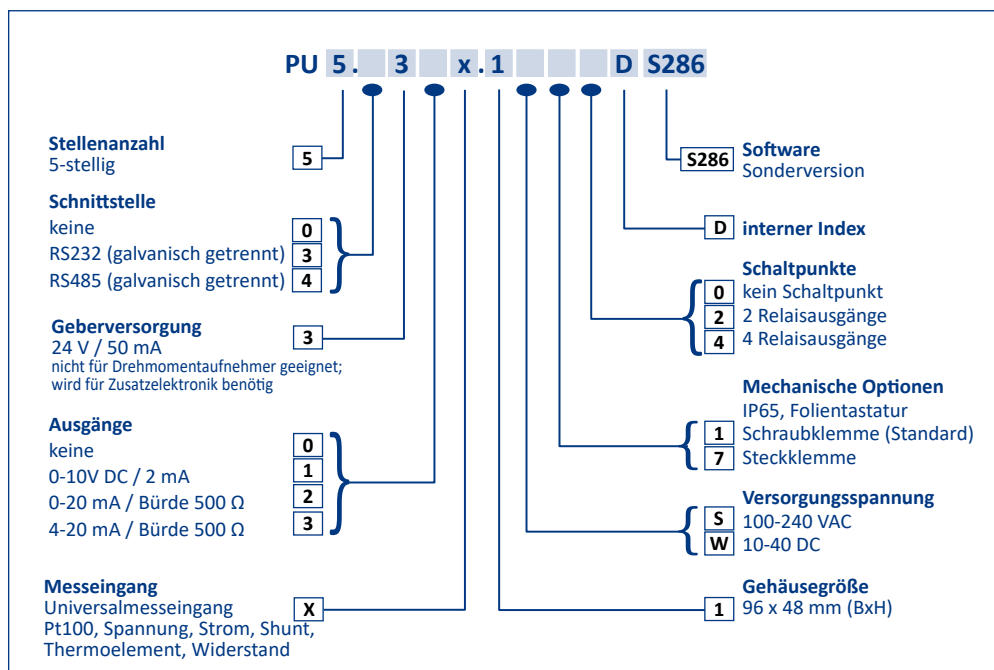 PU 5. 3 x.1 D S286
Stellenanzahl
5-stellig
5
Schnittstelle
keine
0
RS232 (galvanisch getrennt)
3
RS485 (galvanisch getrennt)
4
Geberversorgung
24 V / 50 mA
3
nicht für Drehmomentaufnehmer geeignet;
wird für Zusatzelektronik benötig
Ausgänge
keine
0
0-10V DC / 2 mA
1
0-20 mA / Bürde 500 Ω
2
4-20 mA / Bürde 500 Ω
3
Messeingang
Universalmesseingang
X
Pt100, Spannung, Strom, Shunt,
Thermoelement, Widerstand
S286
Software
Sonderversion
D
interner Index
Schaltpunkte
0
kein Schaltpunkt
2
2 Relaisausgänge
4
4 Relaisausgänge
Mechanische Optionen
IP65, Folientastatur
1
Schraubklemme (Standard)
7
Steckklemme
Versorgungsspannung
S
100-240 VAC
W
10-40 DC
Gehäusegröße
1
96 x 48 mm (BxH)